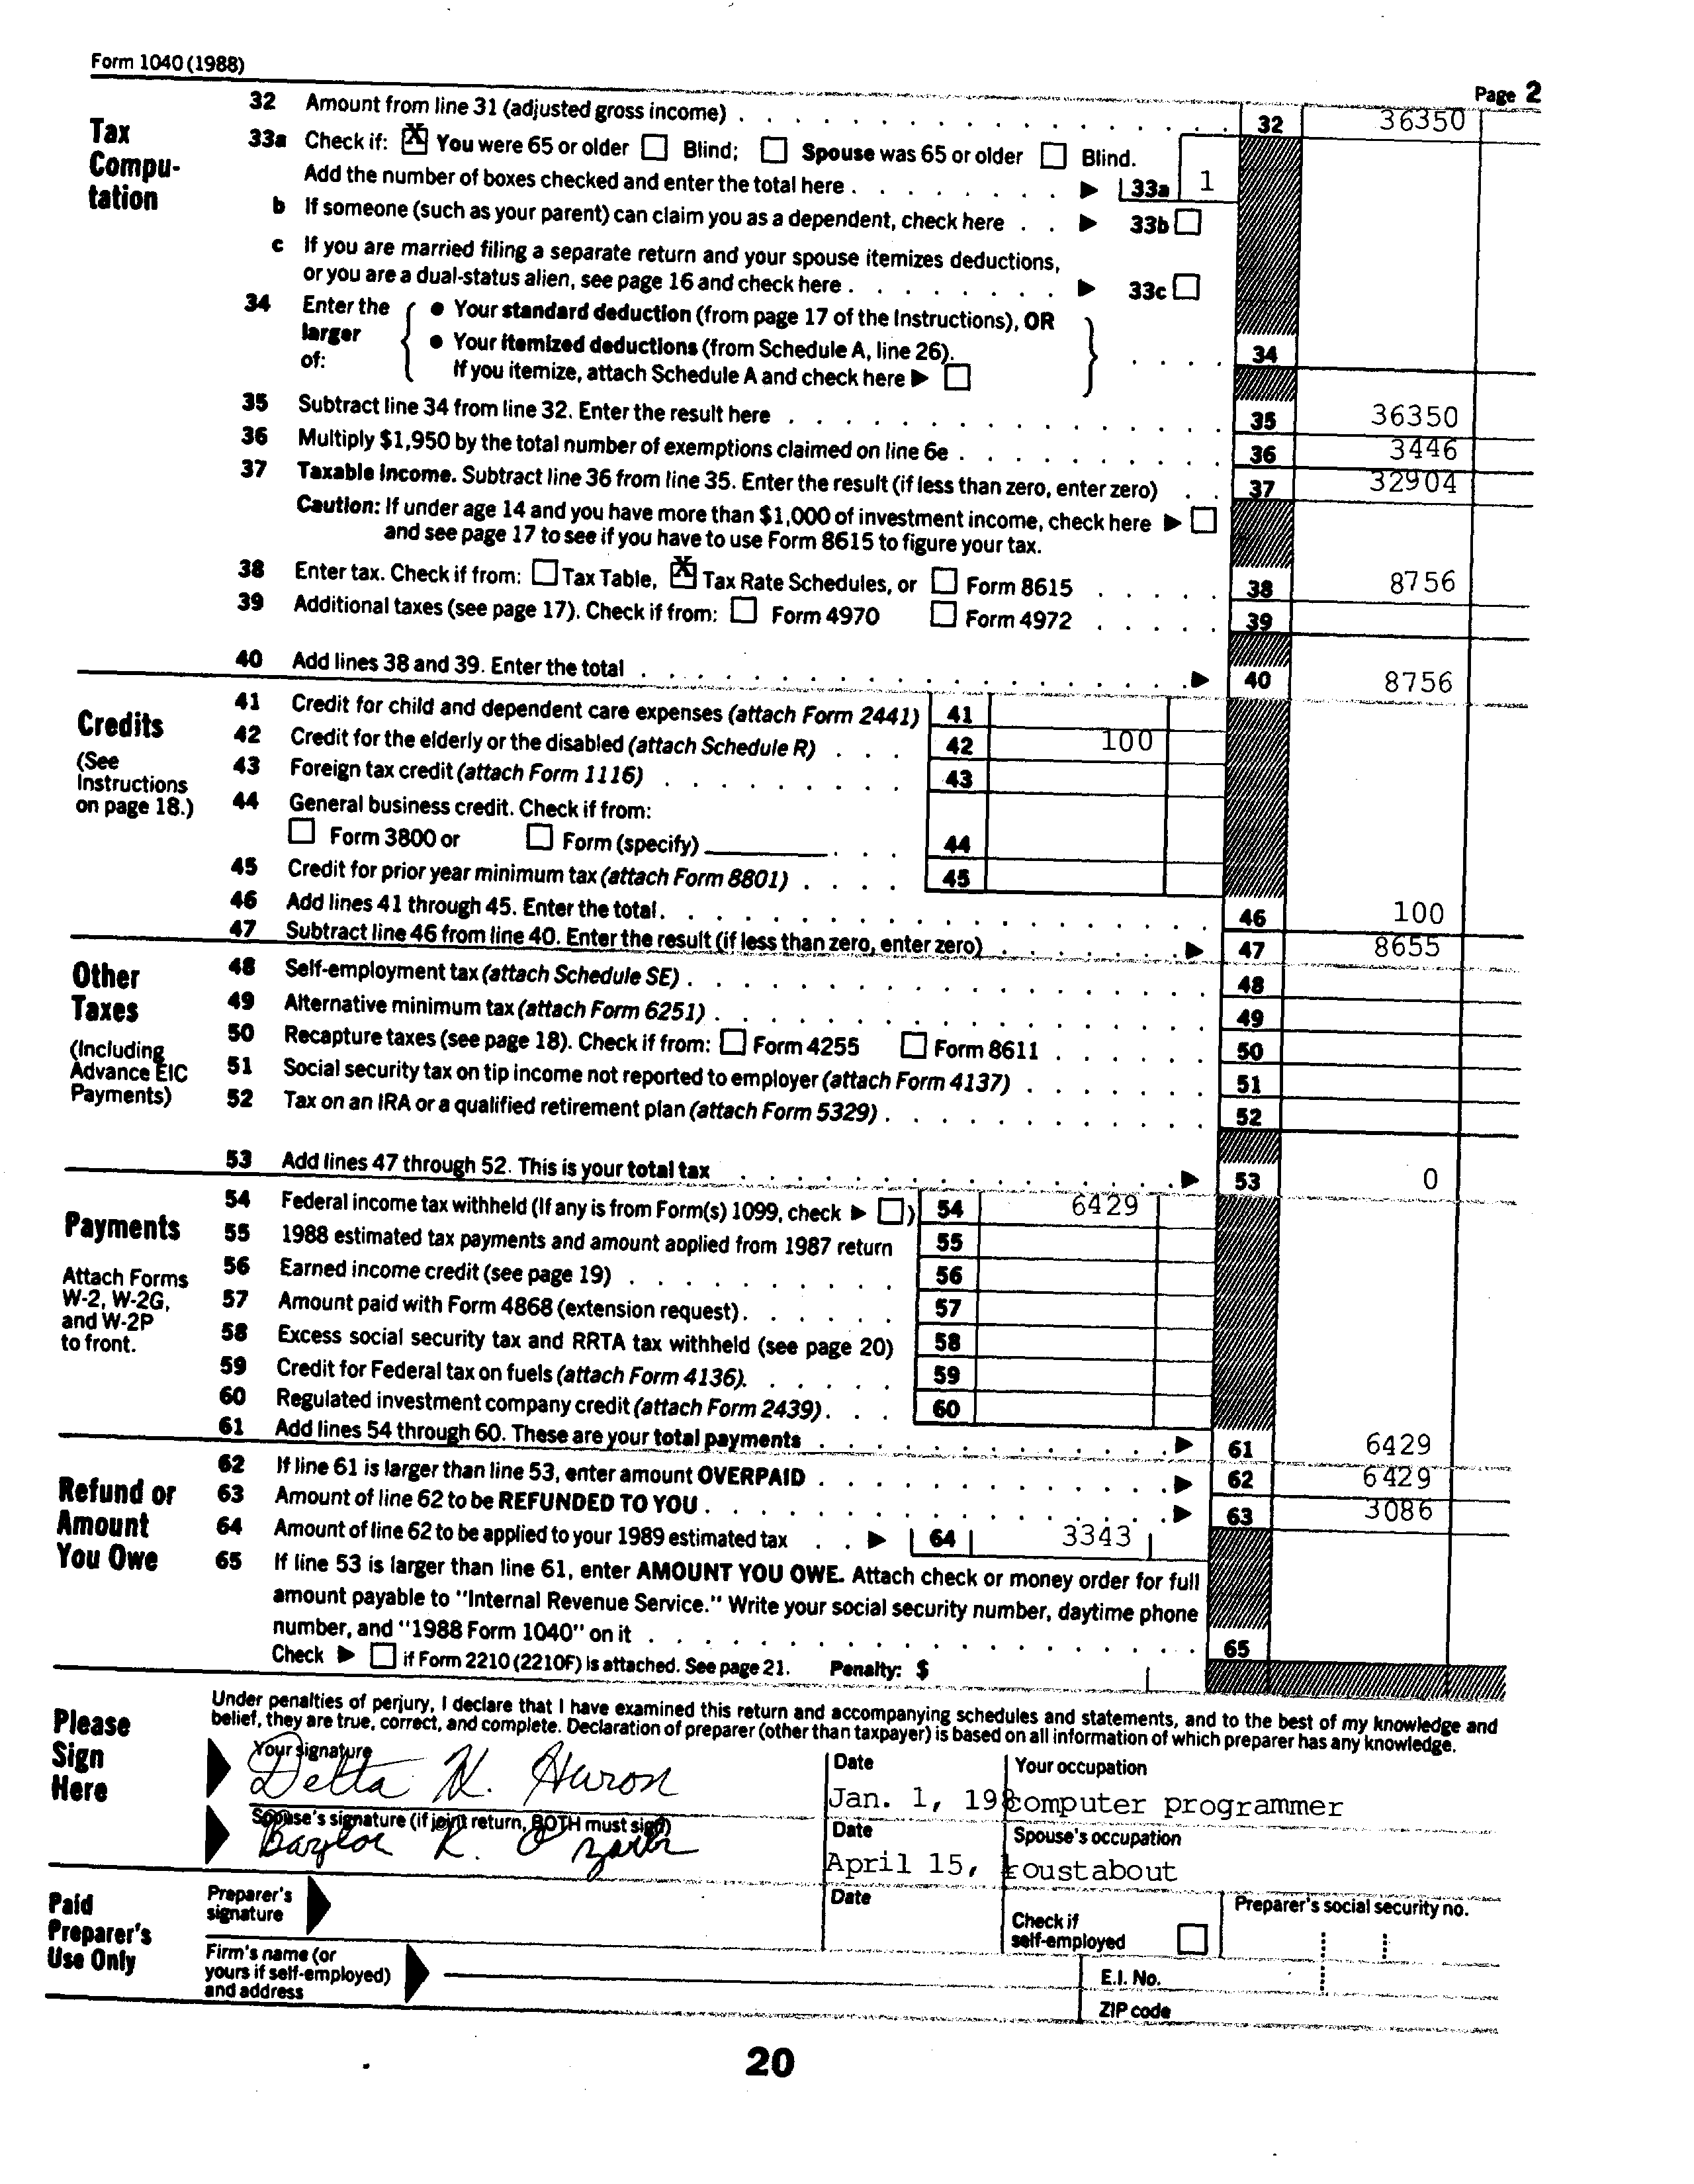 Form 1040 (1988)
Page 2
Tax Compu-tation
32 Amount from line 31 (adjusted gross income) . . . . . . . . . . . . . . . . 32 36350
33a Check if: [X] You were 65 or older [ ] Blind; [ ] Spouse was 65 or older [ ] Blind.
Add the number of boxes checked and enter the total here . . . . . . . . ▶ 33a 1
b If someone (such as your parent) can claim you as a dependent, check here . . ▶ 33b [ ]
c If you are married filing a separate return and your spouse itemizes deductions,
or you are a dual-status alien, see page 16 and check here . . . . . . . . ▶ 33c [ ]
34 Enter the larger of: { ● Your standard deduction (from page 17 of the Instructions), OR
● Your itemized deductions (from Schedule A, line 26).
If you itemize, attach Schedule A and check here ▶ [ ] } . . . . 34
35 Subtract line 34 from line 32. Enter the result here . . . . . . . . . . . . . . 35 36350
36 Multiply $1,950 by the total number of exemptions claimed on line 6e . . . . . . . . . 36 3446
37 Taxable income. Subtract line 36 from line 35. Enter the result (if less than zero, enter zero) . . 37 32904
Caution: If under age 14 and you have more than $1,000 of investment income, check here ▶ [ ]
and see page 17 to see if you have to use Form 8615 to figure your tax.
38 Enter tax. Check if from: [ ] Tax Table, [X] Tax Rate Schedules, or [ ] Form 8615 . . . . . 38 8756
39 Additional taxes (see page 17). Check if from: [ ] Form 4970 [ ] Form 4972 . . . . . 39
40 Add lines 38 and 39. Enter the total . . . . . . . . . . . . . . . . . . ▶ 40 8756
Credits
(See Instructions on page 18.)
41 Credit for child and dependent care expenses (attach Form 2441) 41
42 Credit for the elderly or the disabled (attach Schedule R) . . . 42 100
43 Foreign tax credit (attach Form 1116) . . . . . . . . . 43
44 General business credit. Check if from:
[ ] Form 3800 or [ ] Form (specify) ________ . . . 44
45 Credit for prior year minimum tax (attach Form 8801) . . . . 45
46 Add lines 41 through 45. Enter the total . . . . . . . . . . . . . . . . . 46 100
47 Subtract line 46 from line 40. Enter the result (if less than zero, enter zero) . . . . . . . ▶ 47 8655
Other Taxes
(Including Advance EIC Payments)
48 Self-employment tax (attach Schedule SE) . . . . . . . . . . . . . . . . 48
49 Alternative minimum tax (attach Form 6251) . . . . . . . . . . . . . . . 49
50 Recapture taxes (see page 18). Check if from: [ ] Form 4255 [ ] Form 8611 . . . . . . 50
51 Social security tax on tip income not reported to employer (attach Form 4137) . . . . . . 51
52 Tax on an IRA or a qualified retirement plan (attach Form 5329) . . . . . . . . . . . 52
53 Add lines 47 through 52. This is your total tax . . . . . . . . . . . . . . ▶ 53 0
Payments
Attach Forms W-2, W-2G, and W-2P to front.
54 Federal income tax withheld (If any is from Form(s) 1099, check ▶ [ ]) 54 6429
55 1988 estimated tax payments and amount applied from 1987 return 55
56 Earned income credit (see page 19) . . . . . . . . . . 56
57 Amount paid with Form 4868 (extension request) . . . . . . 57
58 Excess social security tax and RRTA tax withheld (see page 20) 58
59 Credit for Federal tax on fuels (attach Form 4136). . . . . . 59
60 Regulated investment company credit (attach Form 2439) . . . 60
61 Add lines 54 through 60. These are your total payments . . . . . . . . . . . . ▶ 61 6429
Refund or Amount You Owe
62 If line 61 is larger than line 53, enter amount OVERPAID . . . . . . . . . . . . ▶ 62 6429
63 Amount of line 62 to be REFUNDED TO YOU . . . . . . . . . . . . . . . . ▶ 63 3086
64 Amount of line 62 to be applied to your 1989 estimated tax . . ▶ 64 3343
65 If line 53 is larger than line 61, enter AMOUNT YOU OWE. Attach check or money order for full
amount payable to "Internal Revenue Service." Write your social security number, daytime phone
number, and "1988 Form 1040" on it . . . . . . . . . . . . . . . . . . 65
Check ▶ [ ] if Form 2210 (2210F) is attached. See page 21. Penalty: $
Please Sign Here
Under penalties of perjury, I declare that I have examined this return and accompanying schedules and statements, and to the best of my knowledge and
belief, they are true, correct, and complete. Declaration of preparer (other than taxpayer) is based on all information of which preparer has any knowledge.
Your signature Date Your occupation
Delta N. Huron Jan. 1, 198 computer programmer
Spouse's signature (if joint return, BOTH must sign) Date Spouse's occupation
Baylor K. Ozark April 15, roustabout
Paid Preparer's Use Only
Preparer's signature Date Check if self-employed [ ] Preparer's social security no.
Firm's name (or yours if self-employed) and address
E.I. No.
ZIP code
20